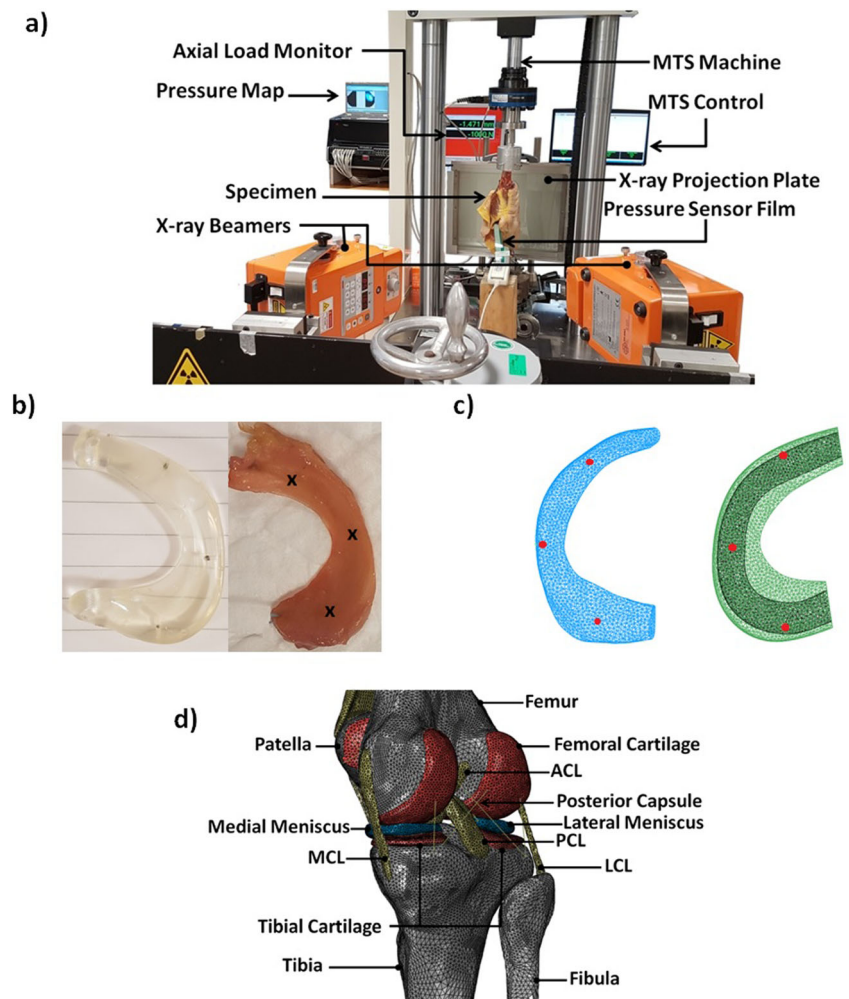 a)
Axial Load Monitor
Pressure Map
MTS Machine
MTS Control
-1.471 mm
Specimen
X-ray Projection Plate
Pressure Sensor Film
X-ray Beamers
b)
c)
X
X
X
d)
Femur
Patella
Femoral Cartilage
ACL
Posterior Capsule
Medial Meniscus
Lateral Meniscus
PCL
MCL
LCL
Tibial Cartilage
Tibia
Fibula